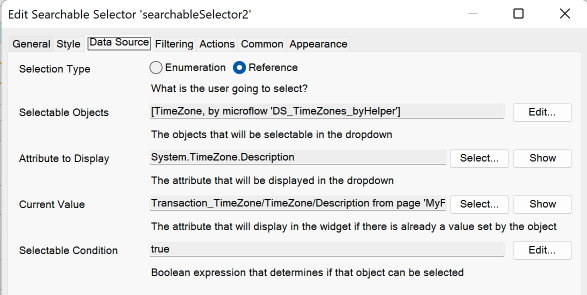 Edit Searchable Selector 'searchableSelector2'
General Style Data Source Filtering Actions Common Appearance
Selection Type Enumeration Reference
What is the user going to select?
Selectable Objects [TimeZone, by microflow 'DS_TimeZones_byHelper'] Edit...
The objects that will be selectable in the dropdown
Attribute to Display System.TimeZone.Description Select... Show
The attribute that will be displayed in the dropdown
Current Value Transaction_TimeZone/TimeZone/Description from page 'MyF Select... Show
The attribute that will display in the widget if there is already a value set by the object
Selectable Condition true Edit...
Boolean expression that determines if that object can be selected